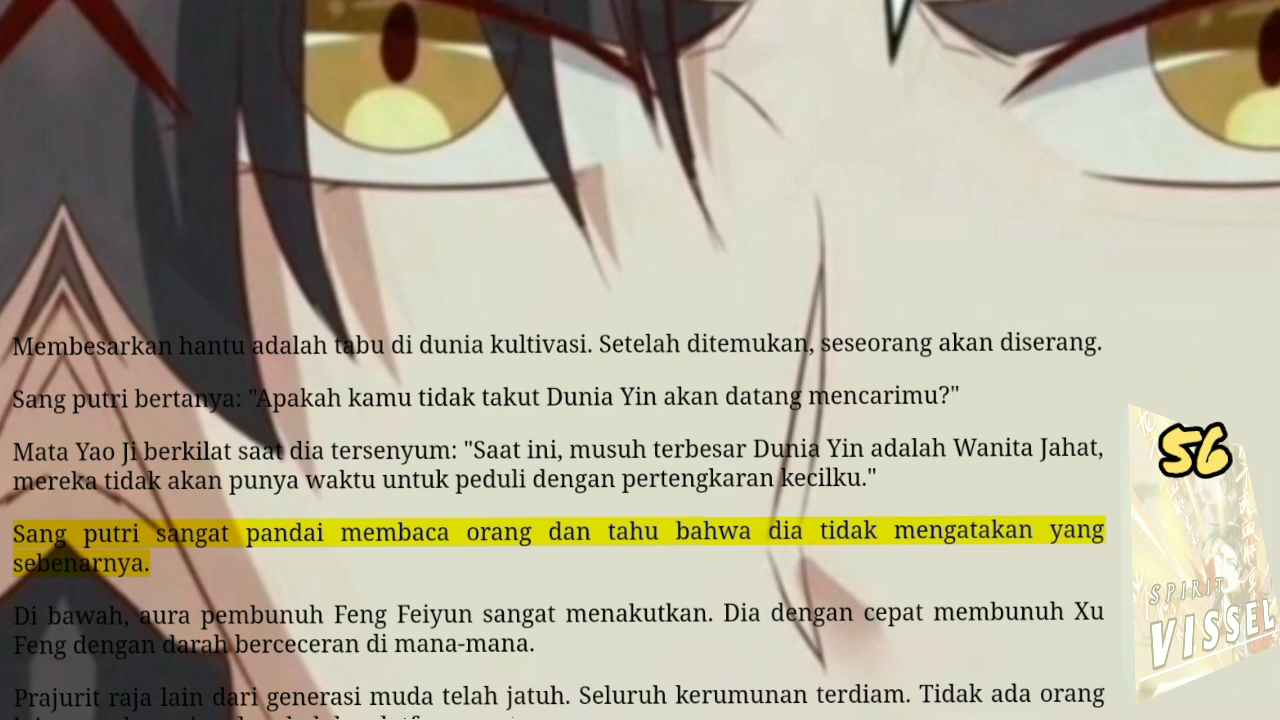 Membesarkan hantu adalah tabu di dunia kultivasi. Setelah ditemukan, seseorang akan diserang.
Sang putri bertanya: "Apakah kamu tidak takut Dunia Yin akan datang mencarimu?"
Mata Yao Ji berkilat saat dia tersenyum: "Saat ini, musuh terbesar Dunia Yin adalah Wanita Jahat,
mereka tidak akan punya waktu untuk peduli dengan pertengkaran kecilku."
Sang putri sangat pandai membaca orang dan tahu bahwa dia tidak mengatakan yang
sebenarnya.
Di bawah, aura pembunuh Feng Feiyun sangat menakutkan. Dia dengan cepat membunuh Xu
Feng dengan darah berceceran di mana-mana.
Prajurit raja lain dari generasi muda telah jatuh. Seluruh kerumunan terdiam. Tidak ada orang
56
SPIRIT
VISSEL